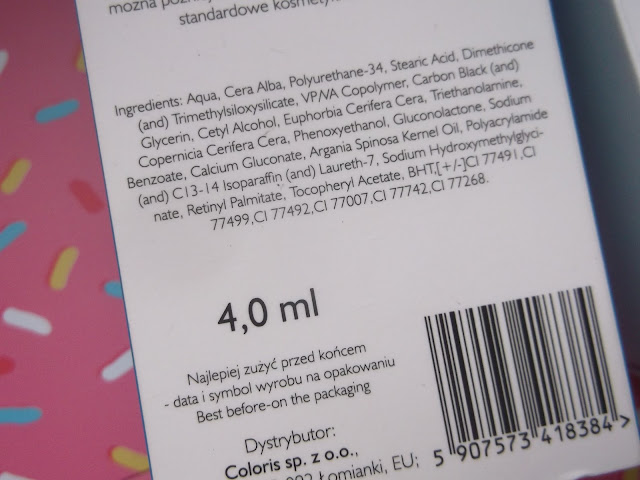 można
standardowe
Ingredients: Aqua, Cera Alba, Polyurethane-34, Stearic Acid, Dimethicone
(and) Trimethylsiloxysilicate, VP/VA Copolymer, Carbon Black (and)
Glycerin, Cetyl Alcohol, Euphorbia Cerifera Cera, Triethanolamine,
Copernicia Cerifera Cera, Phenoxyethanol, Gluconolactone, Sodium
Benzoate, Calcium Gluconate, Argania Spinosa Kernel Oil, Polyacrylamide
(and) C13-14 Isoparaffin (and) Laureth-7, Sodium Hydroxymethylglyci-
nate, Retinyl Palmitate, Tocopheryl Acetate, BHT,[+/-]CI 77491,CI
77499,CI 77492,CI 77007,CI 77742,CI 77268.
4,0 ml
Najlepiej zużyć przed końcem
- data i symbol wyrobu na opakowaniu
Best before-on the packaging
Dystrybutor:
Coloris sp. z o.o.,
Łomianki, EU;
5 907573 418384 >